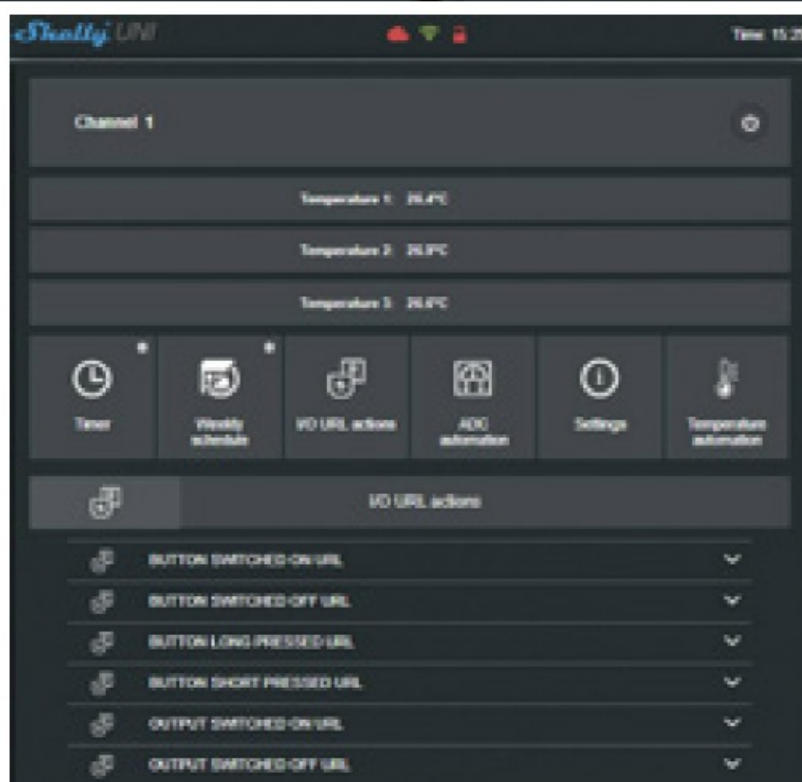 Shelly UNI
Time: 15:25
Channel 1
Temperature 1: 26.4°C
Temperature 2: 26.9°C
Temperature 3: 26.6°C
Timer
Weekly schedule
I/O URL actions
ADC automation
Settings
Temperature automation
I/O URL actions
BUTTON SWITCHED ON URL
BUTTON SWITCHED OFF URL
BUTTON LONG PRESSED URL
BUTTON SHORT PRESSED URL
OUTPUT SWITCHED ON URL
OUTPUT SWITCHED OFF URL